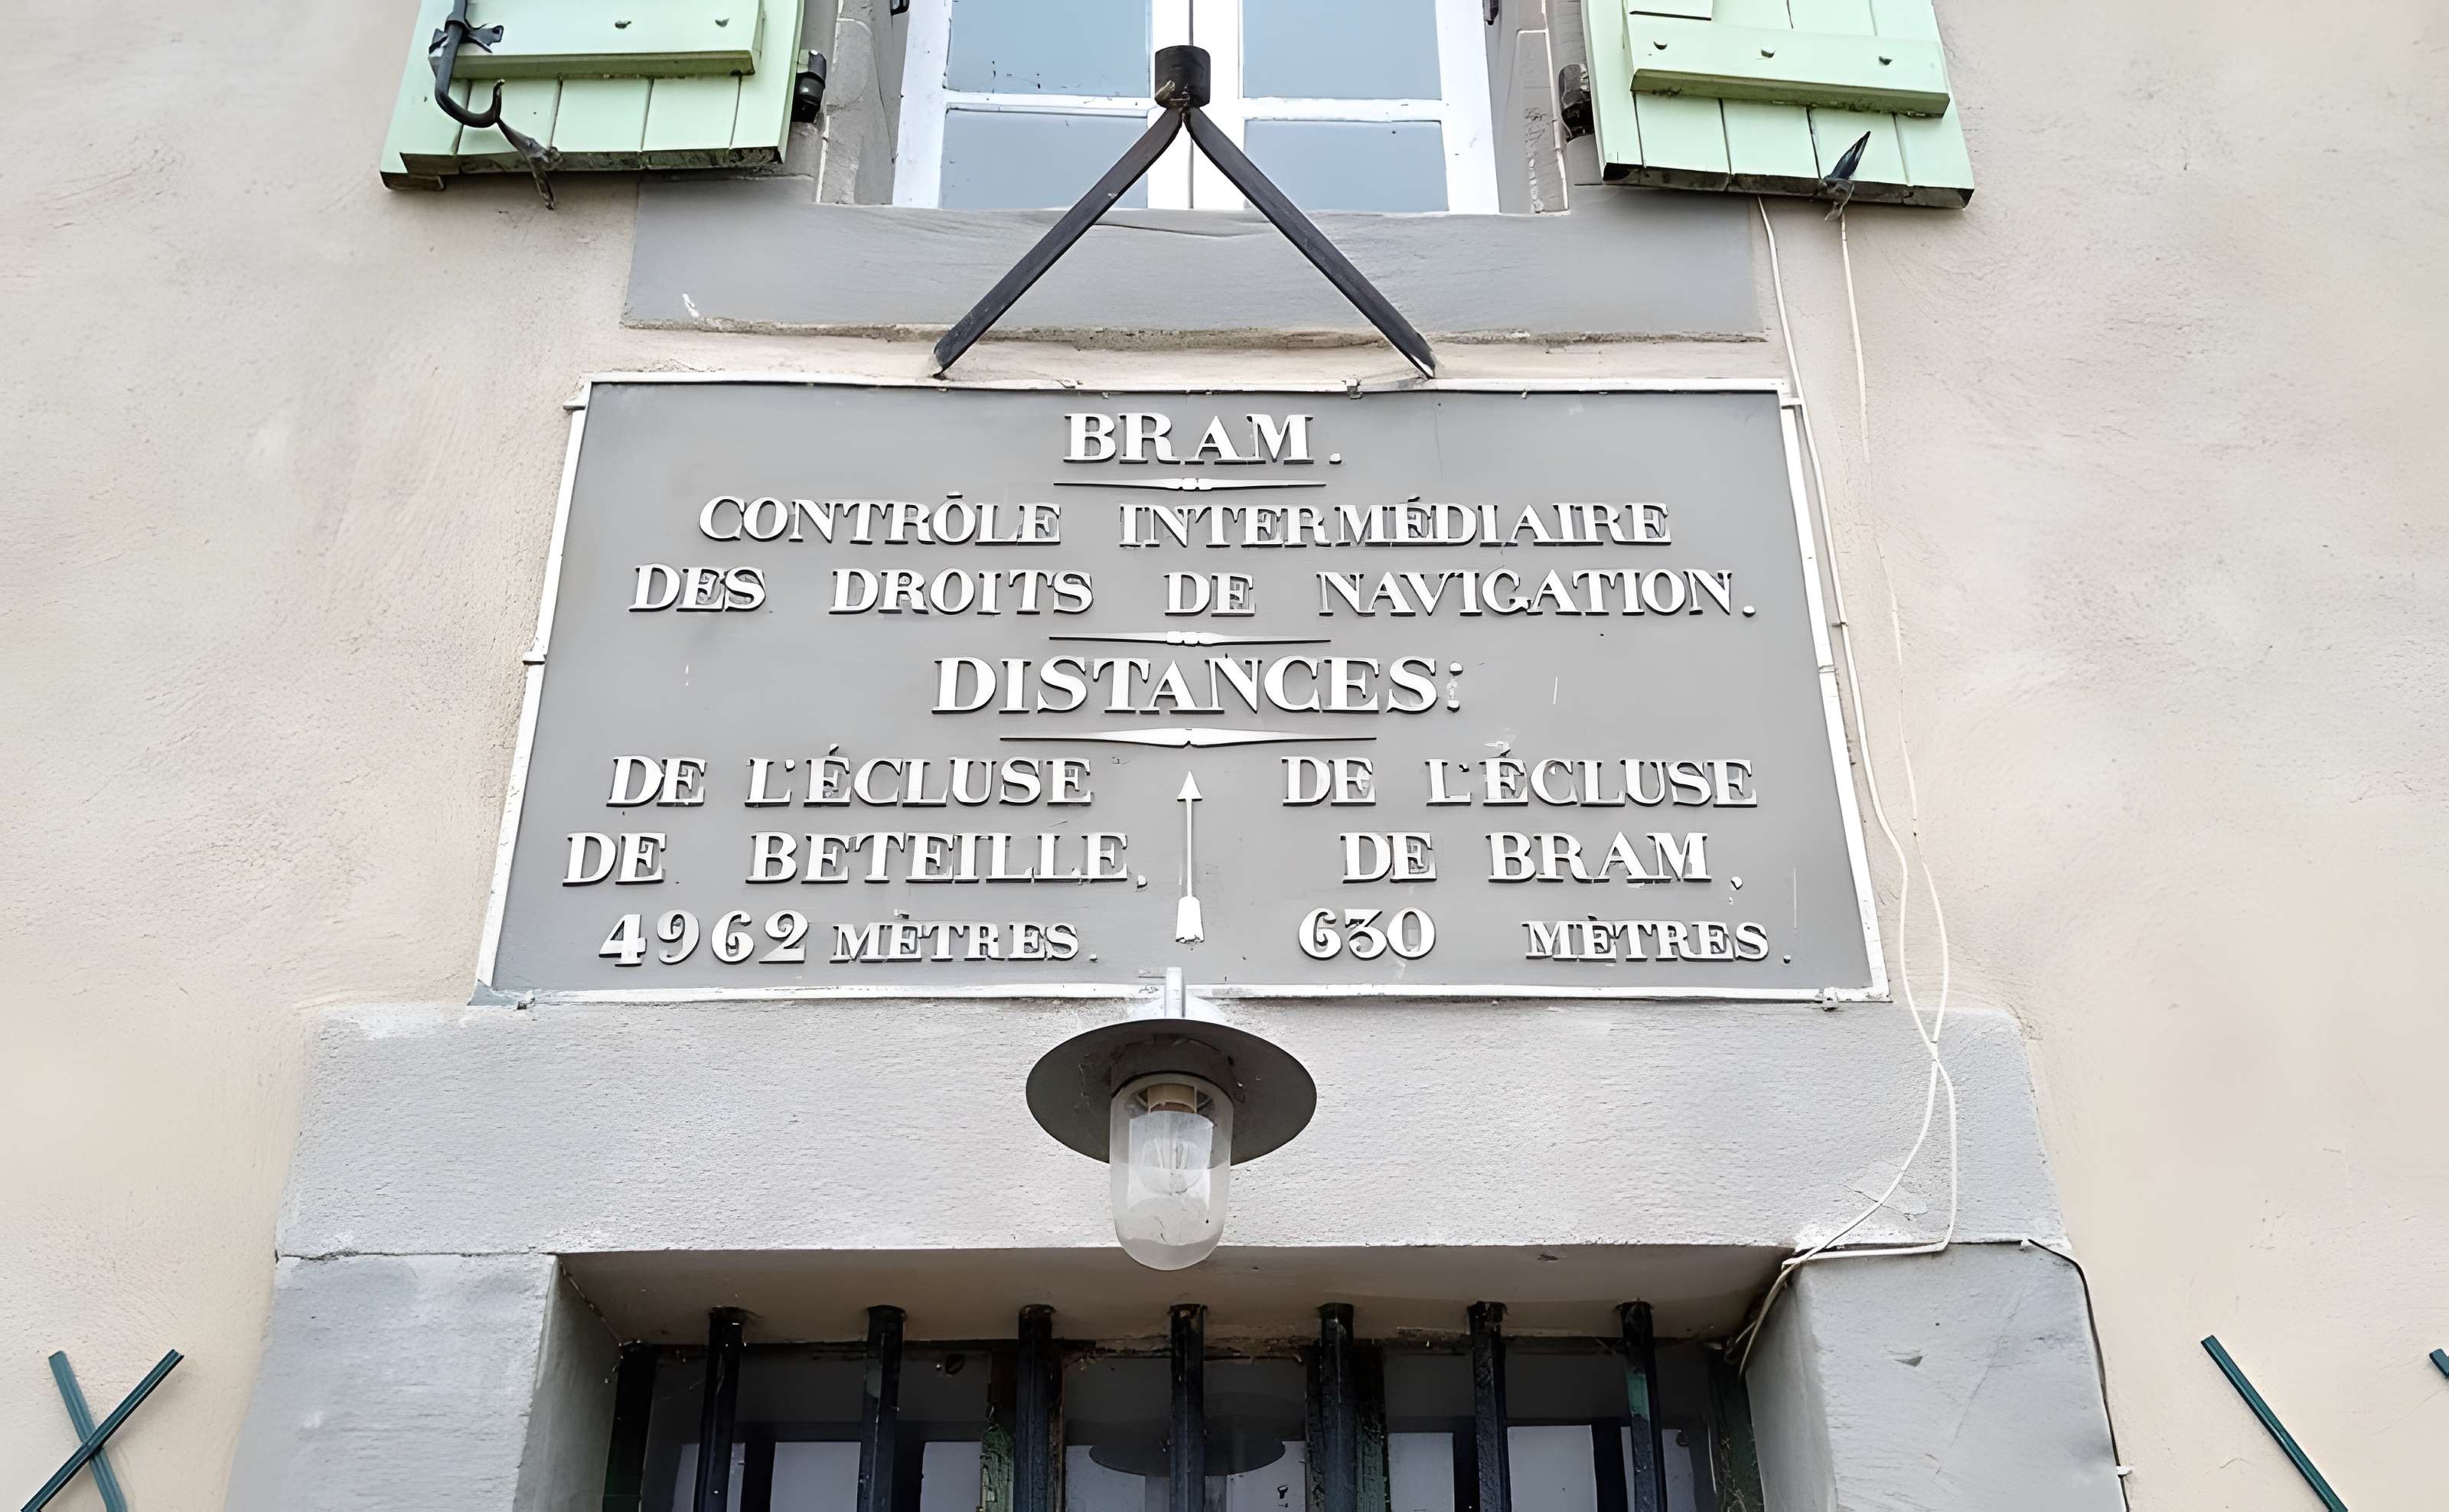 BRAM.
CONTRÔLE INTERMÉDIAIRE
DES DROITS DE NAVIGATION.
DISTANCES:
DE L'ÉCLUSE
DE BETEILLE,
4962 MÈTRES.
DE L'ÉCLUSE
DE BRAM,
630 MÈTRES.